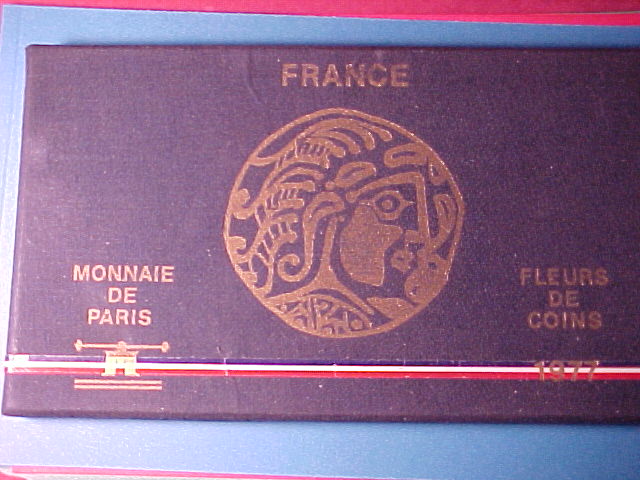 FRANCE
MONNAIE
DE
PARIS
FLEURS
DE
COINS
1977